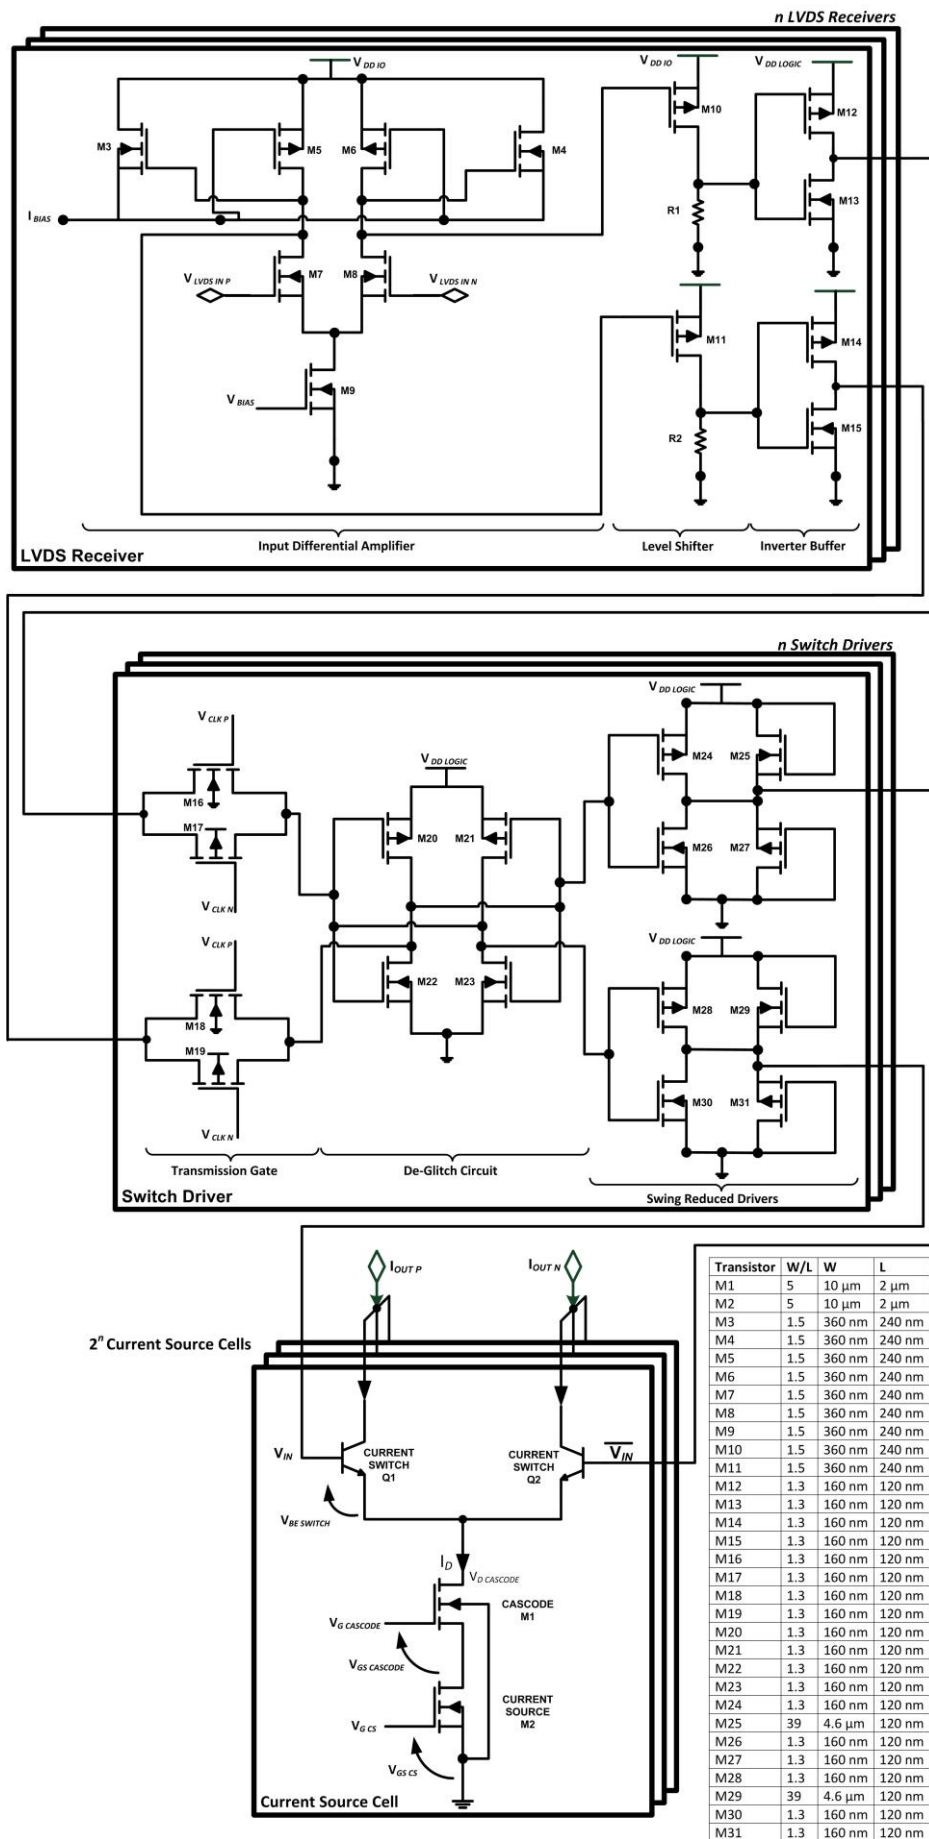 n LVDS Receivers
V DD IO
V DD IO
V DD LOGIC
M3
M5
M6
M4
M10
M12
I BIAS
R1
M13
V LVDS IN P
M7
M8
V LVDS IN N
M11
M14
M9
V BIAS
R2
M15
Input Differential Amplifier
Level Shifter
Inverter Buffer
LVDS Receiver
n Switch Drivers
V DD LOGIC
V CLK P
M24
M25
V DD LOGIC
M16
M17
M20
M21
M26
M27
V CLK N
V CLK P
V DD LOGIC
M22
M23
M28
M29
M18
M19
M30
M31
V CLK N
Transmission Gate
De-Glitch Circuit
Swing Reduced Drivers
Switch Driver
I OUT P
I OUT N
2^n Current Source Cells
V IN
CURRENT
SWITCH
Q1
CURRENT
SWITCH
Q2
V IN
V BE SWITCH
I D
V D CASCODE
CASCODE
M1
V G CASCODE
V GS CASCODE
CURRENT
SOURCE
M2
V G CS
V GS CS
Current Source Cell
Transistor W/L W L
M1 5 10 µm 2 µm
M2 5 10 µm 2 µm
M3 1.5 360 nm 240 nm
M4 1.5 360 nm 240 nm
M5 1.5 360 nm 240 nm
M6 1.5 360 nm 240 nm
M7 1.5 360 nm 240 nm
M8 1.5 360 nm 240 nm
M9 1.5 360 nm 240 nm
M10 1.5 360 nm 240 nm
M11 1.5 360 nm 240 nm
M12 1.3 160 nm 120 nm
M13 1.3 160 nm 120 nm
M14 1.3 160 nm 120 nm
M15 1.3 160 nm 120 nm
M16 1.3 160 nm 120 nm
M17 1.3 160 nm 120 nm
M18 1.3 160 nm 120 nm
M19 1.3 160 nm 120 nm
M20 1.3 160 nm 120 nm
M21 1.3 160 nm 120 nm
M22 1.3 160 nm 120 nm
M23 1.3 160 nm 120 nm
M24 1.3 160 nm 120 nm
M25 39 4.6 µm 120 nm
M26 1.3 160 nm 120 nm
M27 1.3 160 nm 120 nm
M28 1.3 160 nm 120 nm
M29 39 4.6 µm 120 nm
M30 1.3 160 nm 120 nm
M31 1.3 160 nm 120 nm